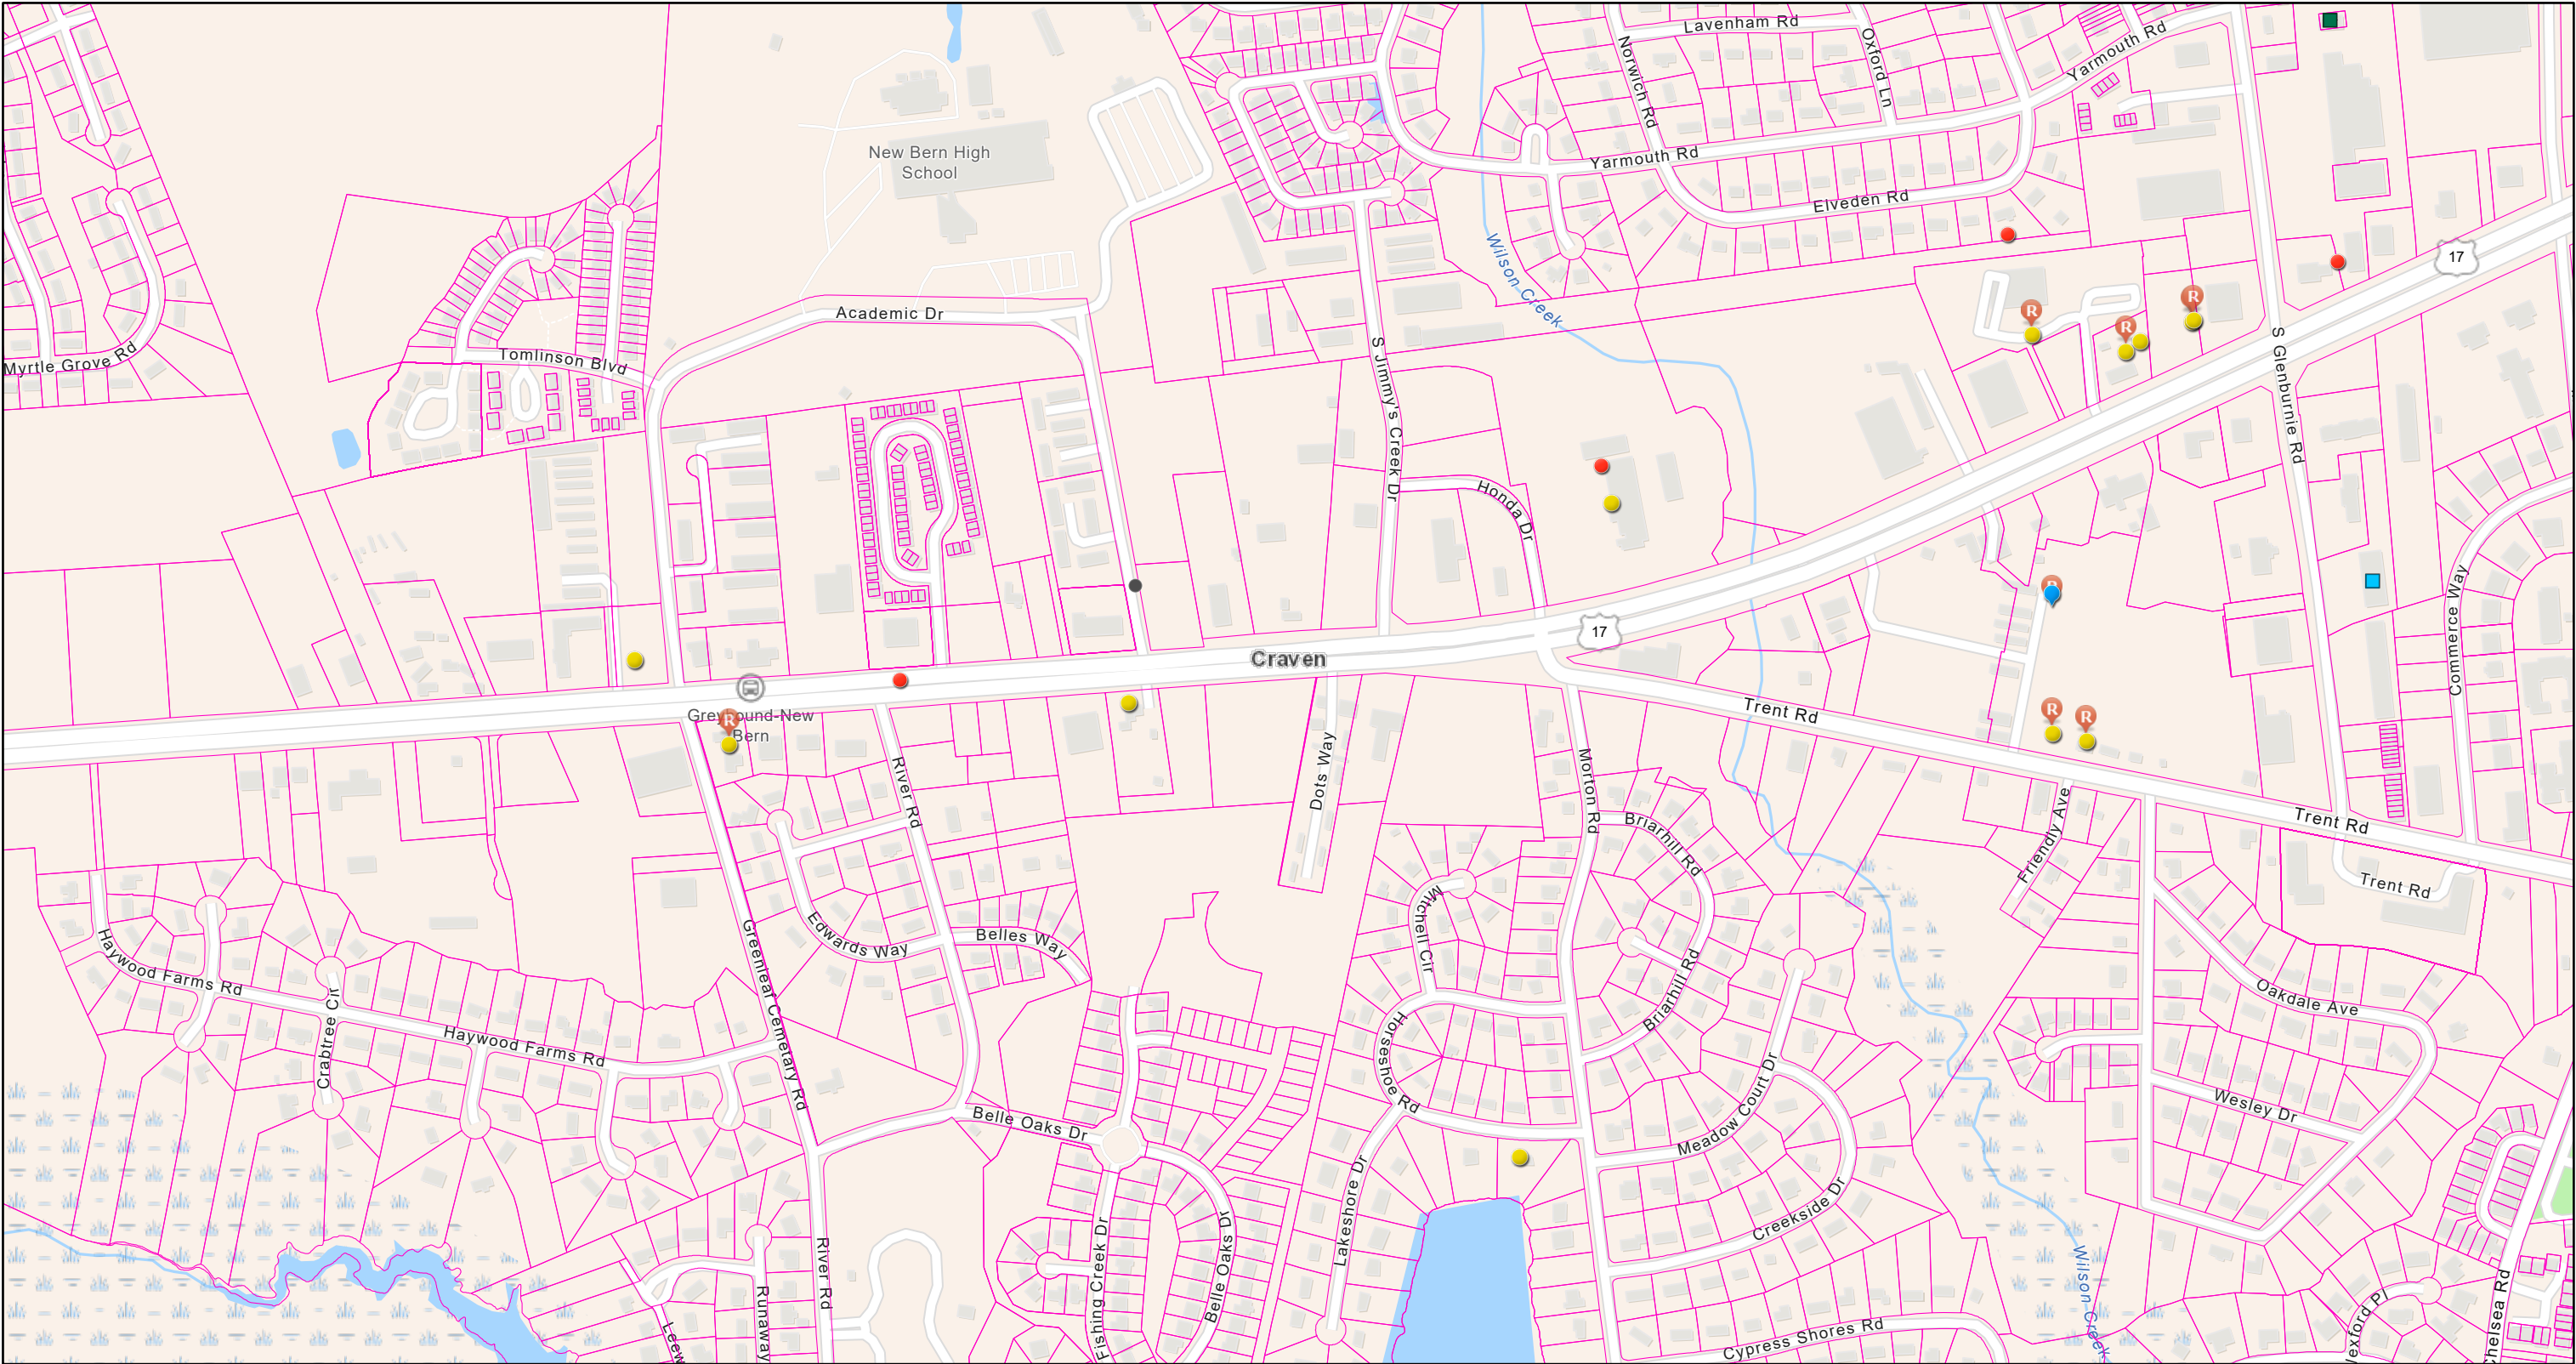 Lavenham Rd
Norwich Rd
Oxford Ln
Yarmouth Rd
New Bern High
School
Yarmouth Rd
Elveden Rd
Wilson Creek
17
Academic Dr
S Jimmy's Creek Dr
S Glenburnie Rd
Myrtle Grove Rd
Tomlinson Blvd
R
R
R
Honda Dr
17
Craven
Commerce Way
Greyhound-New
Bern
R
R
R
Trent Rd
River Rd
Dots Way
Morton Rd
Briarhill Rd
Friendly Ave
Trent Rd
Trent Rd
Mitchell Cir
Edwards Way
Belles Way
Greenleaf Cemetary Rd
Haywood Farms Rd
Crabtree Cir
Haywood Farms Rd
Briarhill Rd
Horseshoe Rd
Oakdale Ave
Wesley Dr
Meadow Court Dr
Belle Oaks Dr
Lakeshore Dr
Creekside Dr
River Rd
Runaway
Leew
Fishing Creek Dr
Belle Oaks Dr
Cypress Shores Rd
Wilson Creek
exford Pl
Chelsea Rd